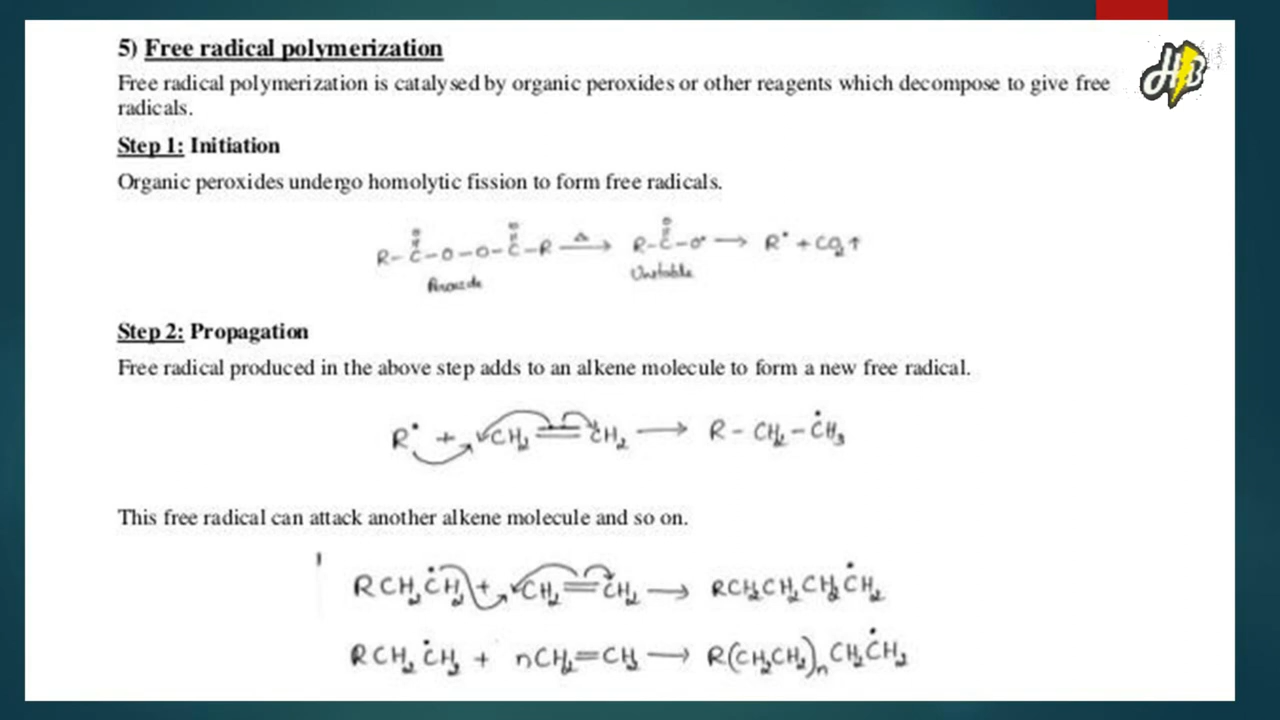 5) Free radical polymerization
Free radical polymerization is catalysed by organic peroxides or other reagents which decompose to give free
radicals.
Step 1: Initiation
Organic peroxides undergo homolytic fission to form free radicals.
O O O
R-C-O-O-C-R △→ R-C-O• → R• + CO₂↑
Peroxide Unstable
Step 2: Propagation
Free radical produced in the above step adds to an alkene molecule to form a new free radical.
R• + CH₂=CH₂ → R-CH₂-ĊH₃
This free radical can attack another alkene molecule and so on.
RCH₂ĊH₂ + CH₂=CH₂ → RCH₂CH₂CH₂ĊH₂
RCH₂ĊH₂ + nCH₂=CH₂ → R(CH₂CH₂)ₙCH₂ĊH₂
HB